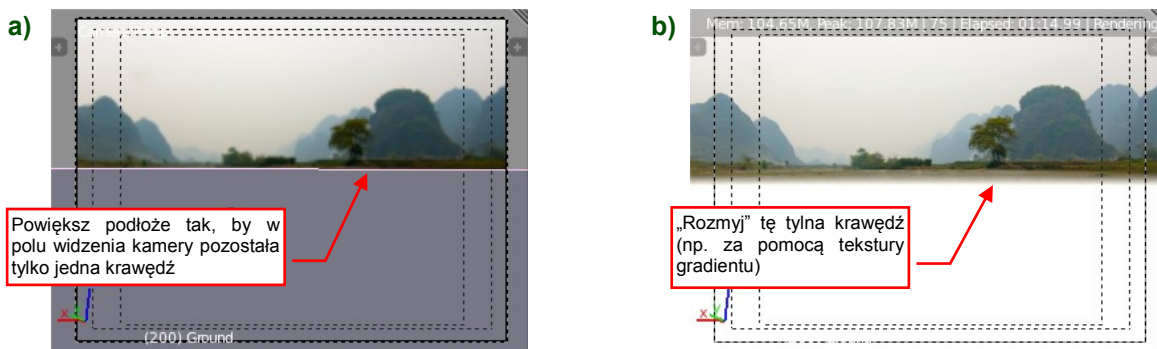 a)
Powiększ podłoże tak, by w
polu widzenia kamery pozostała
tylko jedna krawędź
x
(200) Ground
b)
Mem: 104.65M, Peak: 107.83M | 75 | Elapsed: 01:14.99 | Rendering
„Rozmyj” tę tylna krawędź
(np. za pomocą tekstury
gradientu)
x